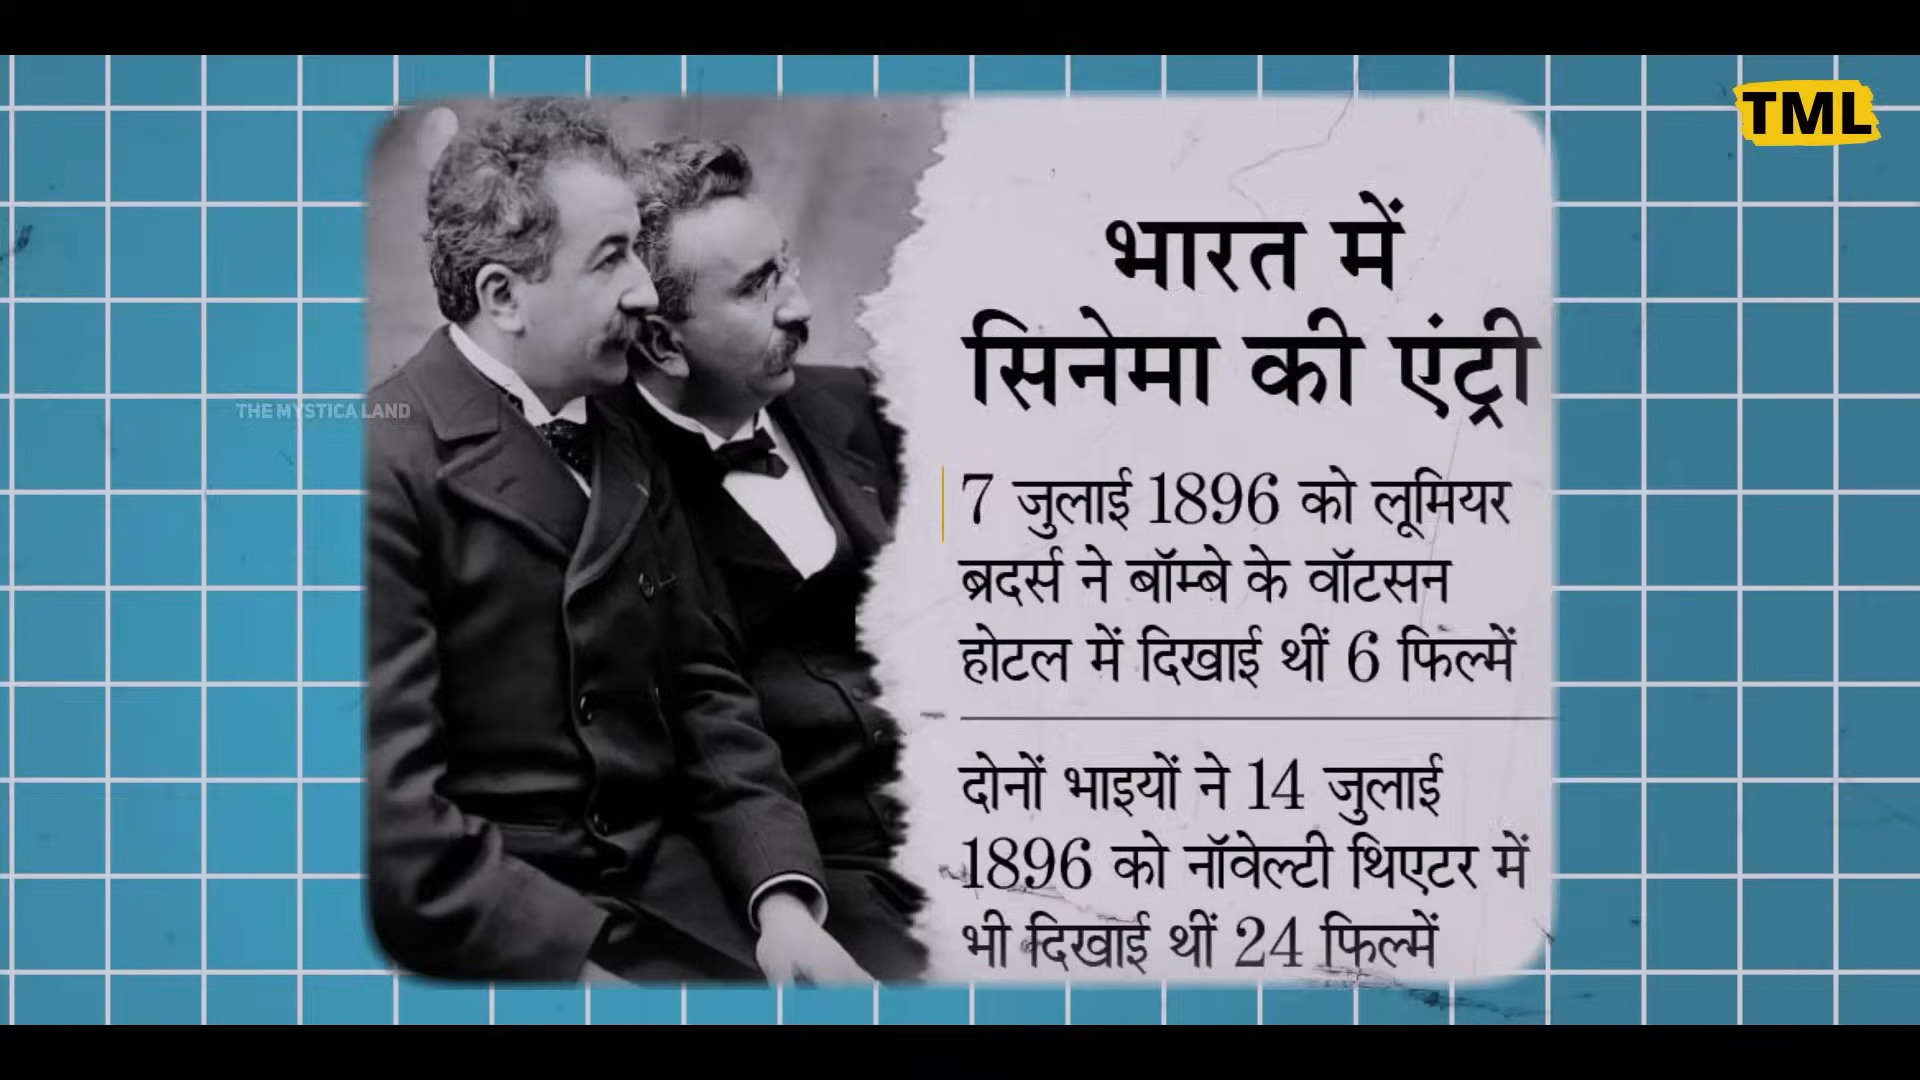 TML
THE MYSTICA LAND
भारत में
सिनेमा की एंट्री
7 जुलाई 1896 को लूमियर
ब्रदर्स ने बॉम्बे के वॉटसन
होटल में दिखाई थीं 6 फिल्में
दोनों भाइयों ने 14 जुलाई
1896 को नॉवेल्टी थिएटर में
भी दिखाई थीं 24 फिल्में